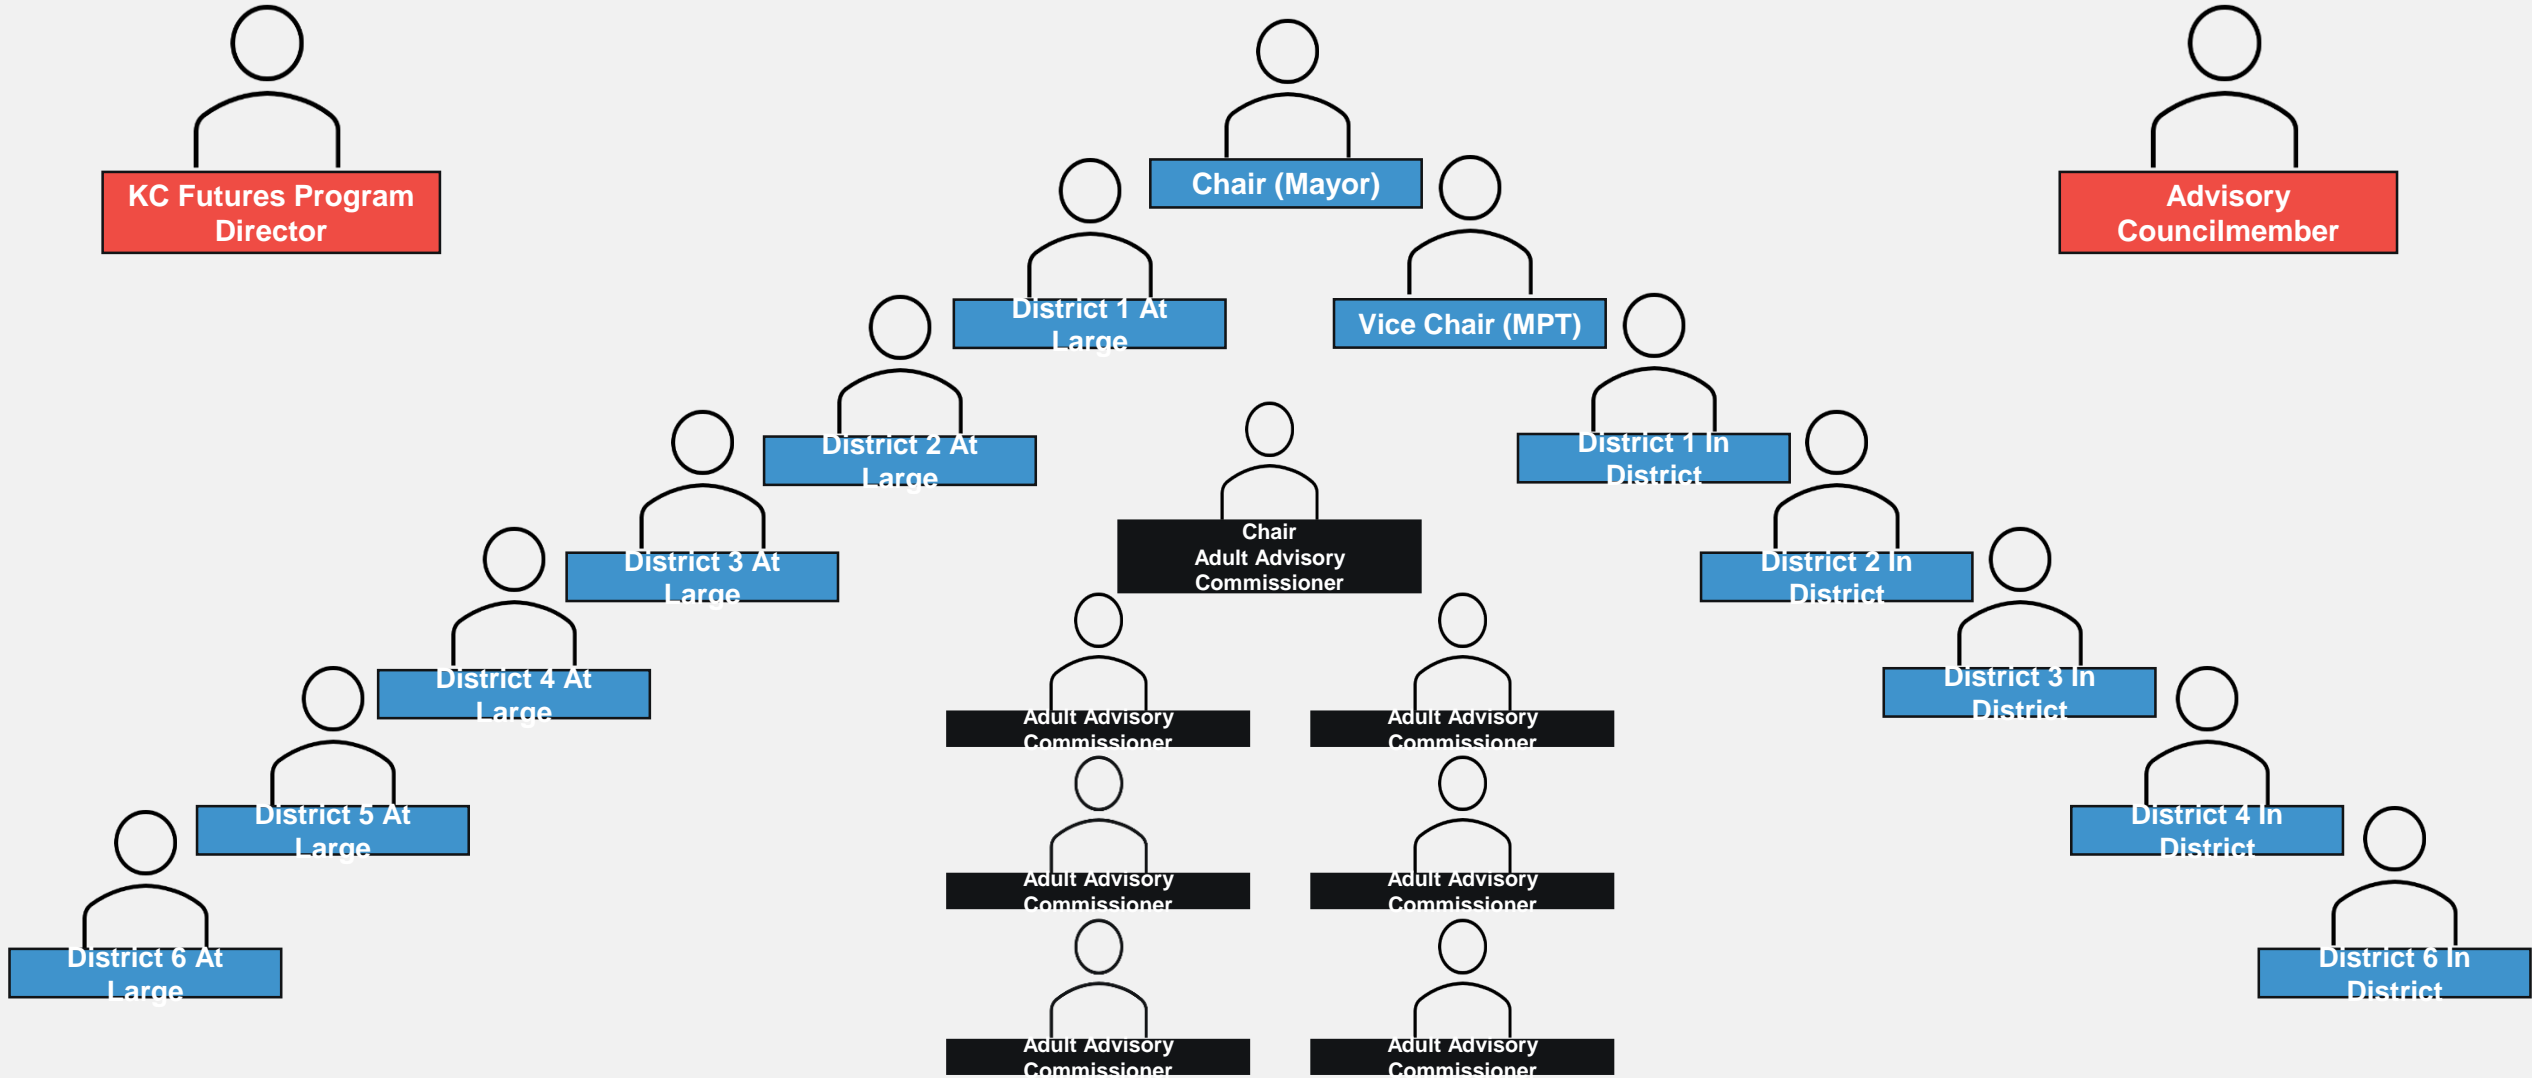 KC Futures Program
Director
Chair (Mayor)
Advisory
Councilmember
District 1 At
Large
Vice Chair (MPT)
District 2 At
Large
District 1 In
District
Chair
Adult Advisory
Commissioner
District 3 At
Large
District 2 In
District
District 4 At
Large
District 3 In
District
Adult Advisory
Commissioner
Adult Advisory
Commissioner
District 5 At
Large
District 4 In
District
Adult Advisory
Commissioner
Adult Advisory
Commissioner
District 6 At
Large
District 6 In
District
Adult Advisory
Commissioner
Adult Advisory
Commissioner